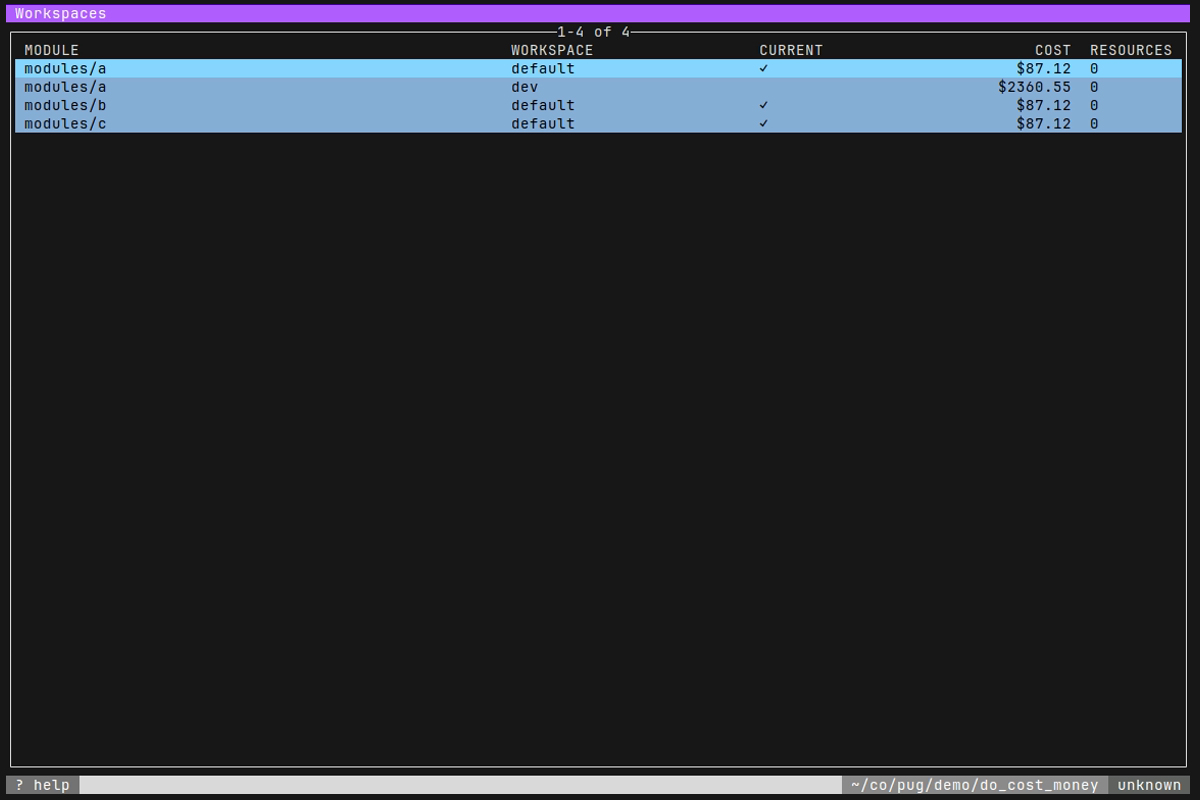 Workspaces
1-4 of 4
MODULE WORKSPACE CURRENT COST RESOURCES
modules/a default ✓ $87.12 0
modules/a dev $2360.55 0
modules/b default ✓ $87.12 0
modules/c default ✓ $87.12 0
? help ~/co/pug/demo/do_cost_money unknown